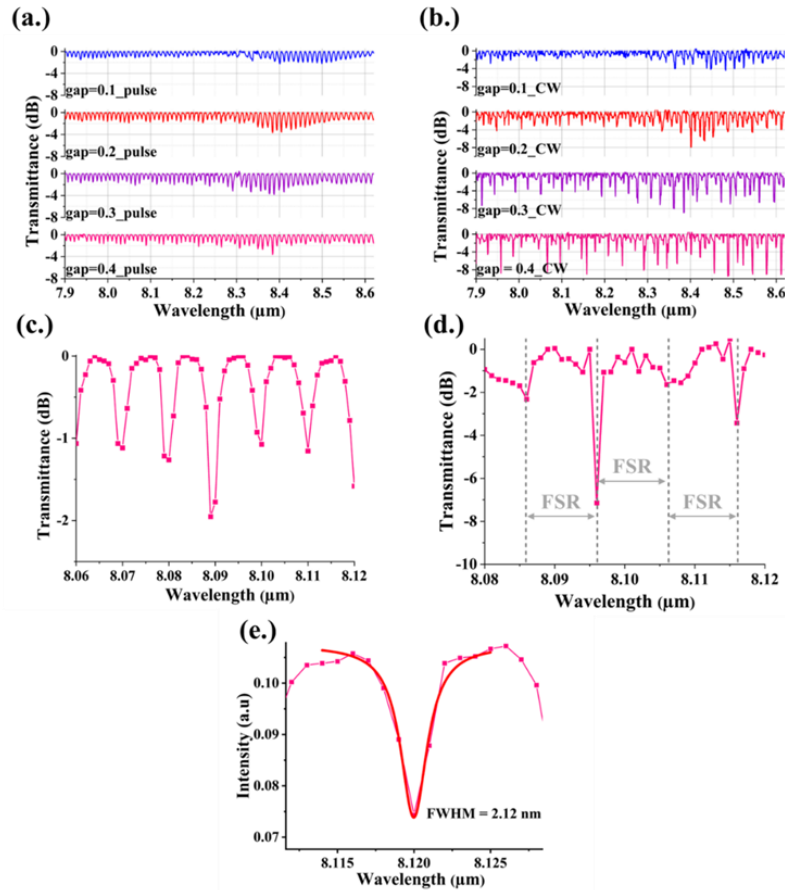 (a.)
(b.)
Transmittance (dB)
0
-4
-8
gap=0.1_pulse
0
-4
-8
gap=0.2_pulse
0
-4
-8
gap=0.3_pulse
0
-4
-8
gap=0.4_pulse
7.9 8.0 8.1 8.2 8.3 8.4 8.5 8.6
Wavelength (µm)
Transmittance (dB)
0
-4
-8
gap=0.1_CW
0
-4
-8
gap=0.2_CW
0
-4
-8
gap=0.3_CW
0
-4
-8
gap = 0.4_CW
7.9 8.0 8.1 8.2 8.3 8.4 8.5 8.6
Wavelength (µm)
(c.)
Transmittance (dB)
0
-1
-2
8.06 8.07 8.08 8.09 8.10 8.11 8.12
Wavelength (µm)
(d.)
Transmittance (dB)
0
-2
-4
-6
-8
-10
FSR
FSR
FSR
8.08 8.09 8.10 8.11 8.12
Wavelength (µm)
(e.)
Intensity (a.u)
0.10
0.09
0.08
0.07
FWHM = 2.12 nm
8.115 8.120 8.125
Wavelength (µm)